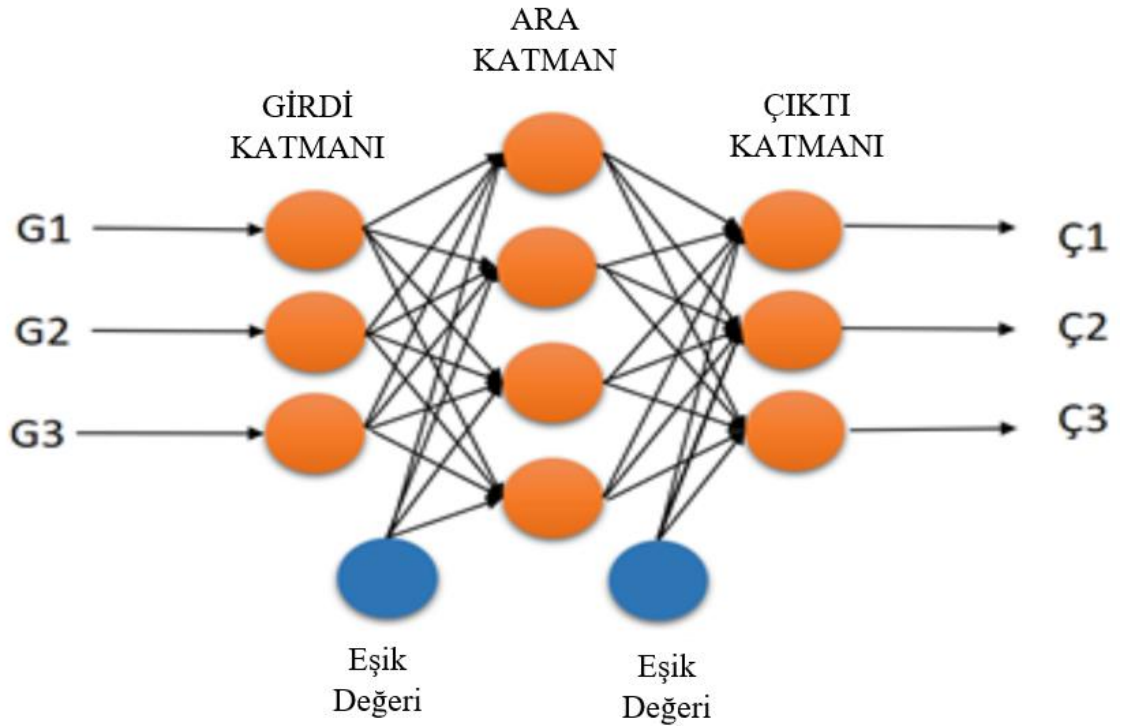 ARA
KATMAN
GİRDİ
KATMANI
ÇIKTI
KATMANI
G1
G2
G3
Ç1
Ç2
Ç3
Eşik
Değeri
Eşik
Değeri